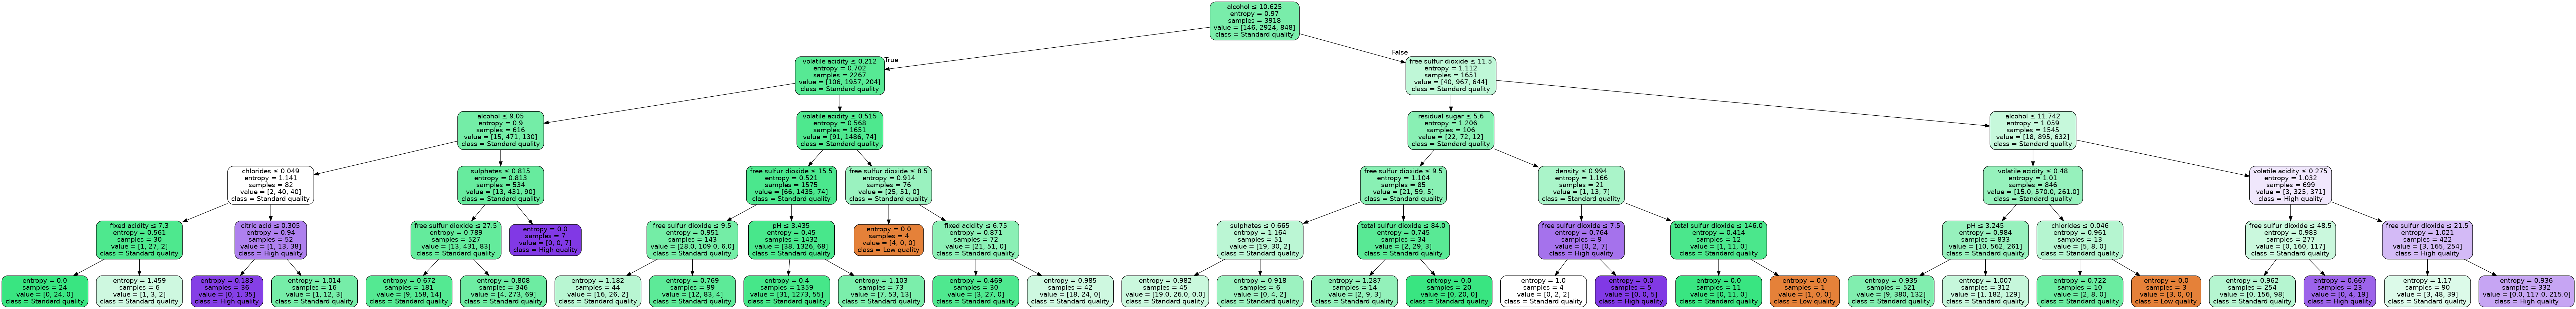 alcohol ≤ 10.625
entropy = 0.97
samples = 3918
value = [146, 2924, 848]
class = Standard quality
True
False
volatile acidity ≤ 0.212
entropy = 0.702
samples = 2267
value = [106, 1957, 204]
class = Standard quality
free sulfur dioxide ≤ 11.5
entropy = 1.112
samples = 1651
value = [40, 967, 644]
class = Standard quality
alcohol ≤ 9.05
entropy = 0.9
samples = 616
value = [15, 471, 130]
class = Standard quality
volatile acidity ≤ 0.515
entropy = 0.568
samples = 1651
value = [91, 1486, 74]
class = Standard quality
residual sugar ≤ 5.6
entropy = 1.206
samples = 106
value = [22, 72, 12]
class = Standard quality
alcohol ≤ 11.742
entropy = 1.059
samples = 1545
value = [18, 895, 632]
class = Standard quality
chlorides ≤ 0.049
entropy = 1.141
samples = 82
value = [2, 40, 40]
class = Standard quality
sulphates ≤ 0.815
entropy = 0.813
samples = 534
value = [13, 431, 90]
class = Standard quality
free sulfur dioxide ≤ 15.5
entropy = 0.521
samples = 1575
value = [66, 1435, 74]
class = Standard quality
free sulfur dioxide ≤ 8.5
entropy = 0.914
samples = 76
value = [25, 51, 0]
class = Standard quality
free sulfur dioxide ≤ 9.5
entropy = 1.104
samples = 85
value = [21, 59, 5]
class = Standard quality
density ≤ 0.994
entropy = 1.166
samples = 21
value = [1, 13, 7]
class = Standard quality
volatile acidity ≤ 0.48
entropy = 1.01
samples = 846
value = [15.0, 570.0, 261.0]
class = Standard quality
volatile acidity ≤ 0.275
entropy = 1.032
samples = 699
value = [3, 325, 371]
class = High quality
fixed acidity ≤ 7.3
entropy = 0.561
samples = 30
value = [1, 27, 2]
class = Standard quality
citric acid ≤ 0.305
entropy = 0.94
samples = 52
value = [1, 13, 38]
class = High quality
free sulfur dioxide ≤ 27.5
entropy = 0.789
samples = 527
value = [13, 431, 83]
class = Standard quality
entropy = 0.0
samples = 7
value = [0, 0, 7]
class = High quality
free sulfur dioxide ≤ 9.5
entropy = 0.951
samples = 143
value = [28.0, 109.0, 6.0]
class = Standard quality
pH ≤ 3.435
entropy = 0.45
samples = 1432
value = [38, 1326, 68]
class = Standard quality
entropy = 0.0
samples = 4
value = [4, 0, 0]
class = Low quality
fixed acidity ≤ 6.75
entropy = 0.871
samples = 72
value = [21, 51, 0]
class = Standard quality
sulphates ≤ 0.665
entropy = 1.164
samples = 51
value = [19, 30, 2]
class = Standard quality
total sulfur dioxide ≤ 84.0
entropy = 0.745
samples = 34
value = [2, 29, 3]
class = Standard quality
free sulfur dioxide ≤ 7.5
entropy = 0.764
samples = 9
value = [0, 2, 7]
class = High quality
total sulfur dioxide ≤ 146.0
entropy = 0.414
samples = 12
value = [1, 11, 0]
class = Standard quality
pH ≤ 3.245
entropy = 0.984
samples = 833
value = [10, 562, 261]
class = Standard quality
chlorides ≤ 0.046
entropy = 0.961
samples = 13
value = [5, 8, 0]
class = Standard quality
free sulfur dioxide ≤ 48.5
entropy = 0.983
samples = 277
value = [0, 160, 117]
class = Standard quality
free sulfur dioxide ≤ 21.5
entropy = 1.021
samples = 422
value = [3, 165, 254]
class = High quality
entropy = 0.0
samples = 24
value = [0, 24, 0]
class = Standard quality
entropy = 1.459
samples = 6
value = [1, 3, 2]
class = Standard quality
entropy = 0.183
samples = 36
value = [0, 1, 35]
class = High quality
entropy = 1.014
samples = 16
value = [1, 12, 3]
class = Standard quality
entropy = 0.672
samples = 181
value = [9, 158, 14]
class = Standard quality
entropy = 0.808
samples = 346
value = [4, 273, 69]
class = Standard quality
entropy = 1.182
samples = 44
value = [16, 26, 2]
class = Standard quality
entropy = 0.769
samples = 99
value = [12, 83, 4]
class = Standard quality
entropy = 0.4
samples = 1359
value = [31, 1273, 55]
class = Standard quality
entropy = 1.103
samples = 73
value = [7, 53, 13]
class = Standard quality
entropy = 0.469
samples = 30
value = [3, 27, 0]
class = Standard quality
entropy = 0.985
samples = 42
value = [18, 24, 0]
class = Standard quality
entropy = 0.982
samples = 45
value = [19.0, 26.0, 0.0]
class = Standard quality
entropy = 0.918
samples = 6
value = [0, 4, 2]
class = Standard quality
entropy = 1.287
samples = 14
value = [2, 9, 3]
class = Standard quality
entropy = 0.0
samples = 20
value = [0, 20, 0]
class = Standard quality
entropy = 1.0
samples = 4
value = [0, 2, 2]
class = Standard quality
entropy = 0.0
samples = 5
value = [0, 0, 5]
class = High quality
entropy = 0.0
samples = 11
value = [0, 11, 0]
class = Standard quality
entropy = 0.0
samples = 1
value = [1, 0, 0]
class = Low quality
entropy = 0.935
samples = 521
value = [9, 380, 132]
class = Standard quality
entropy = 1.007
samples = 312
value = [1, 182, 129]
class = Standard quality
entropy = 0.722
samples = 10
value = [2, 8, 0]
class = Standard quality
entropy = 0.0
samples = 3
value = [3, 0, 0]
class = Low quality
entropy = 0.962
samples = 254
value = [0, 156, 98]
class = Standard quality
entropy = 0.667
samples = 23
value = [0, 4, 19]
class = High quality
entropy = 1.17
samples = 90
value = [3, 48, 39]
class = Standard quality
entropy = 0.936
samples = 332
value = [0.0, 117.0, 215.0]
class = High quality